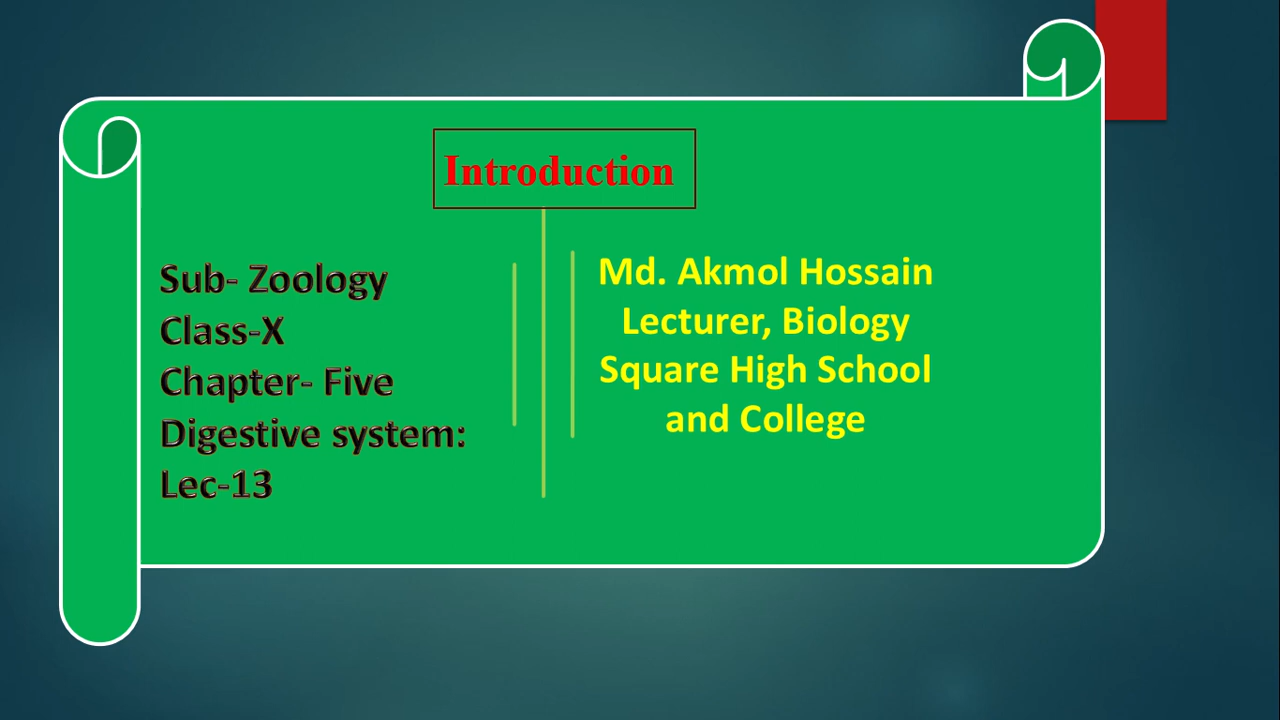 Introduction
Sub- Zoology
Class-X
Chapter- Five
Digestive system:
Lec-13
Md. Akmol Hossain
Lecturer, Biology
Square High School
and College